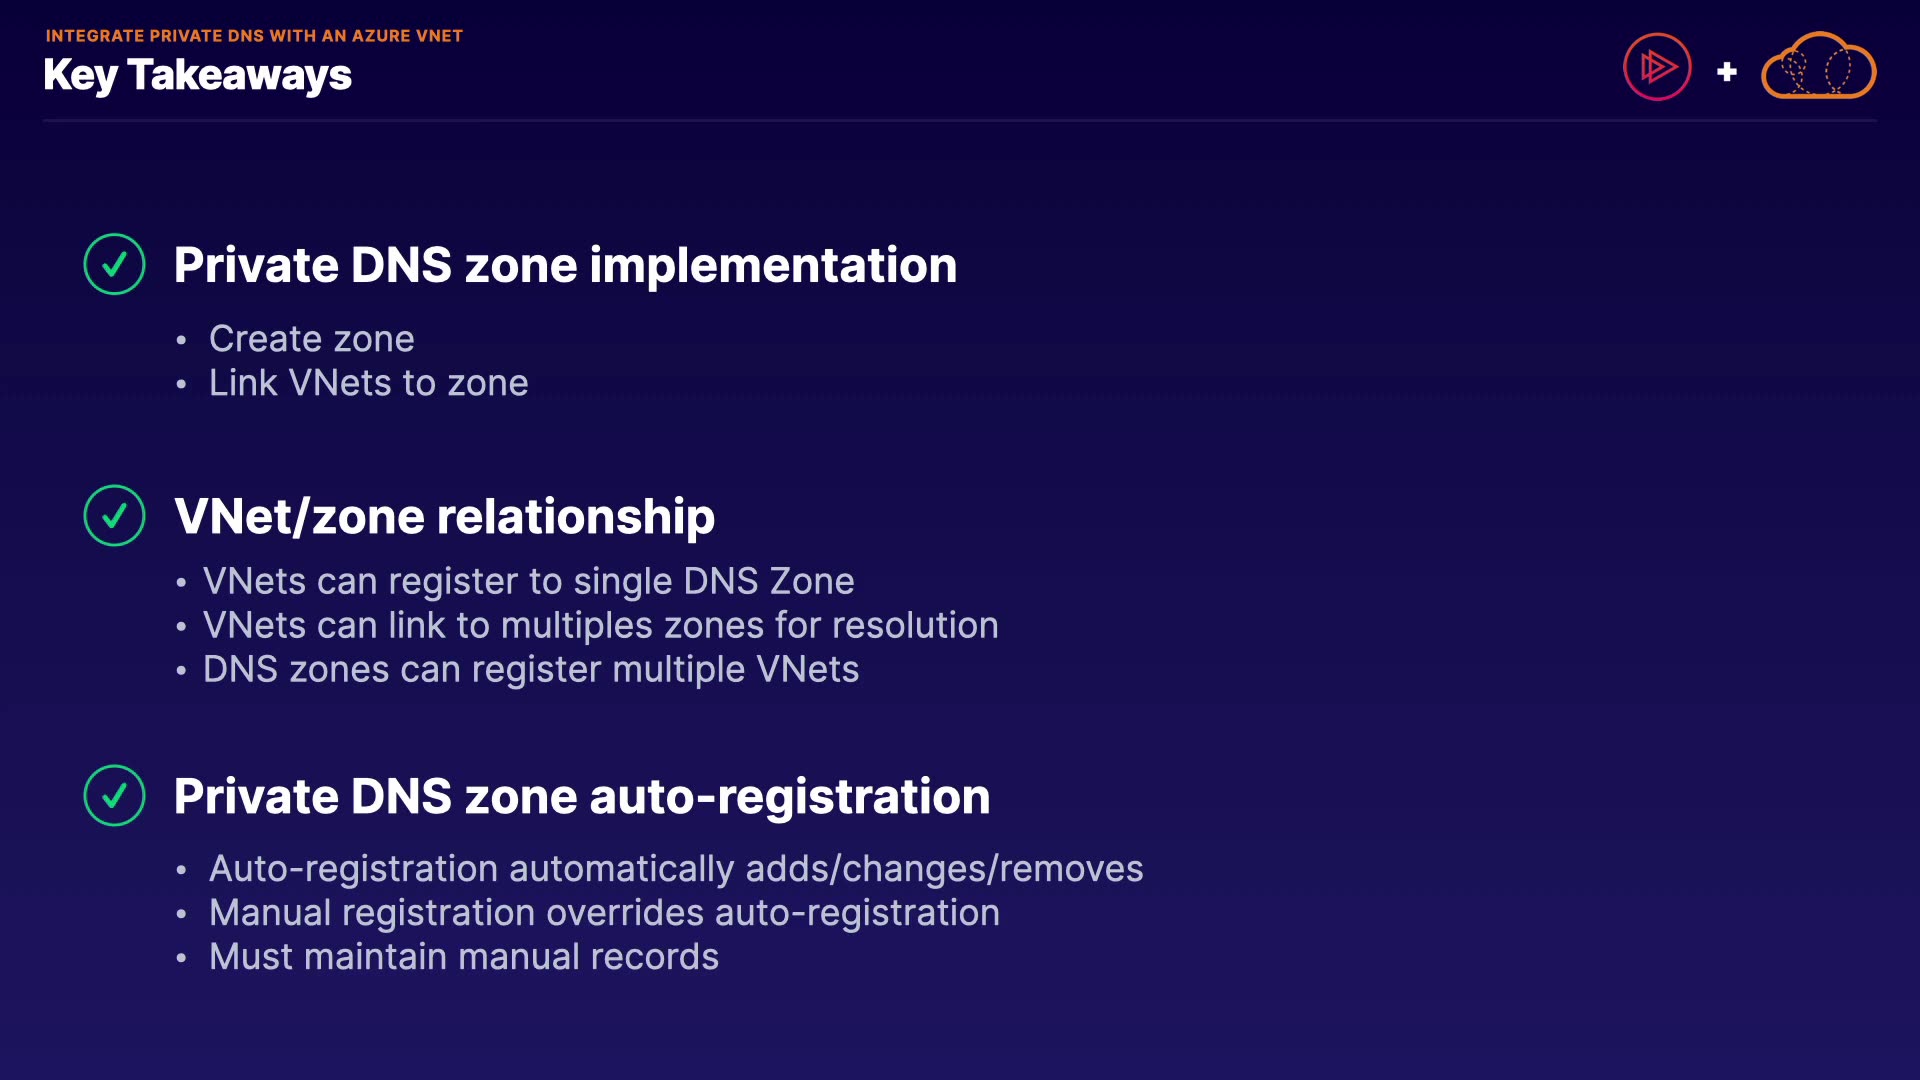 INTEGRATE PRIVATE DNS WITH AN AZURE VNET
Key Takeaways
+
Private DNS zone implementation
• Create zone
• Link VNets to zone
VNet/zone relationship
• VNets can register to single DNS Zone
• VNets can link to multiples zones for resolution
• DNS zones can register multiple VNets
Private DNS zone auto-registration
• Auto-registration automatically adds/changes/removes
• Manual registration overrides auto-registration
• Must maintain manual records